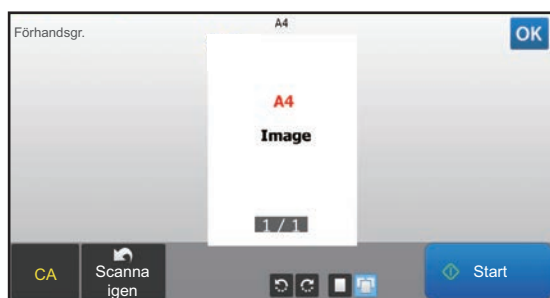 Förhandsgr.
A4
OK
A4
Image
1 / 1
CA
Scanna
igen
Start